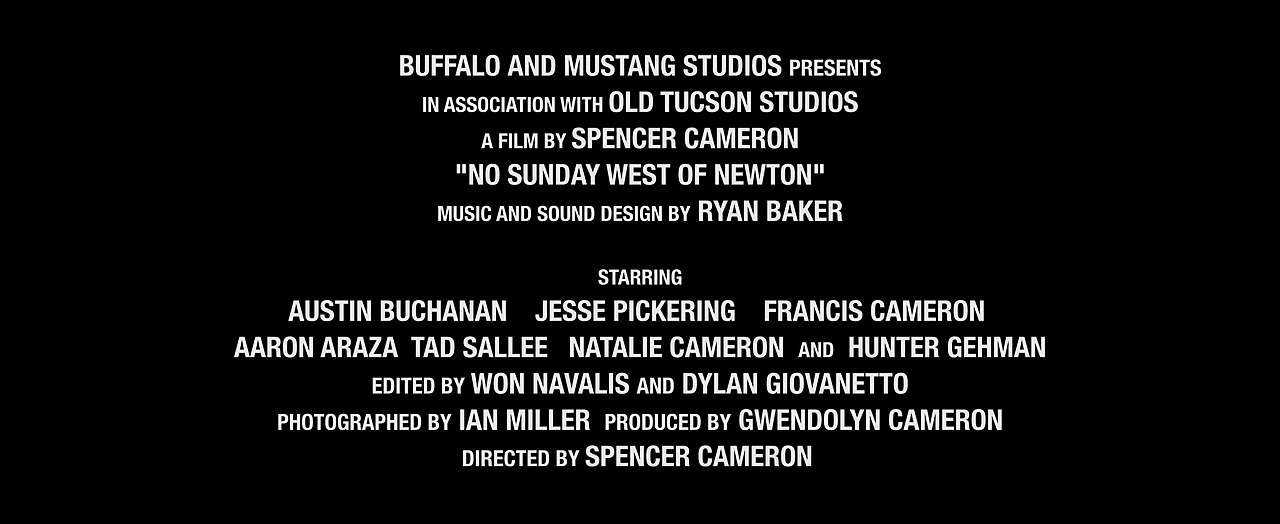 BUFFALO AND MUSTANG STUDIOS PRESENTS
IN ASSOCIATION WITH OLD TUCSON STUDIOS
A FILM BY SPENCER CAMERON
"NO SUNDAY WEST OF NEWTON"
MUSIC AND SOUND DESIGN BY RYAN BAKER
STARRING
AUSTIN BUCHANAN JESSE PICKERING FRANCIS CAMERON
AARON ARAZA TAD SALLEE NATALIE CAMERON AND HUNTER GEHMAN
EDITED BY WON NAVALIS AND DYLAN GIOVANETTO
PHOTOGRAPHED BY IAN MILLER PRODUCED BY GWENDOLYN CAMERON
DIRECTED BY SPENCER CAMERON